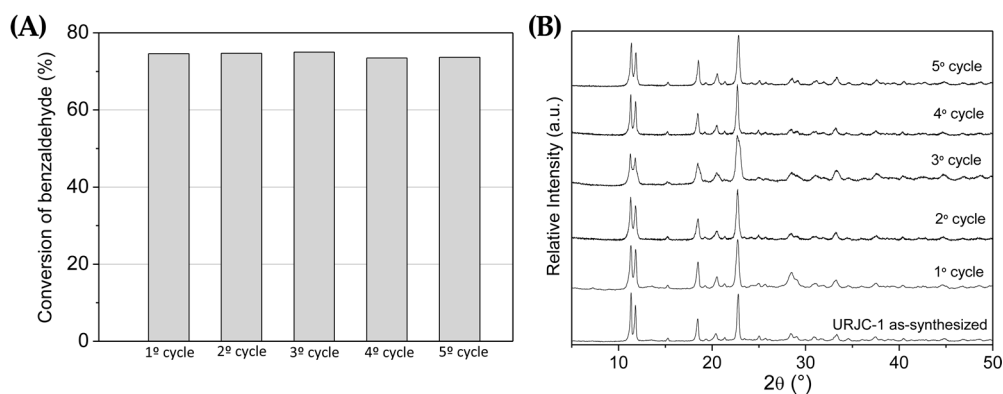 (A)
Conversion of benzaldehyde (%)
80
60
40
20
0
1º cycle 2º cycle 3º cycle 4º cycle 5º cycle
(B)
Relative Intensity (a.u.)
5º cycle
4º cycle
3º cycle
2º cycle
1º cycle
URJC-1 as-synthesized
10 20 30 40 50
2θ (°)